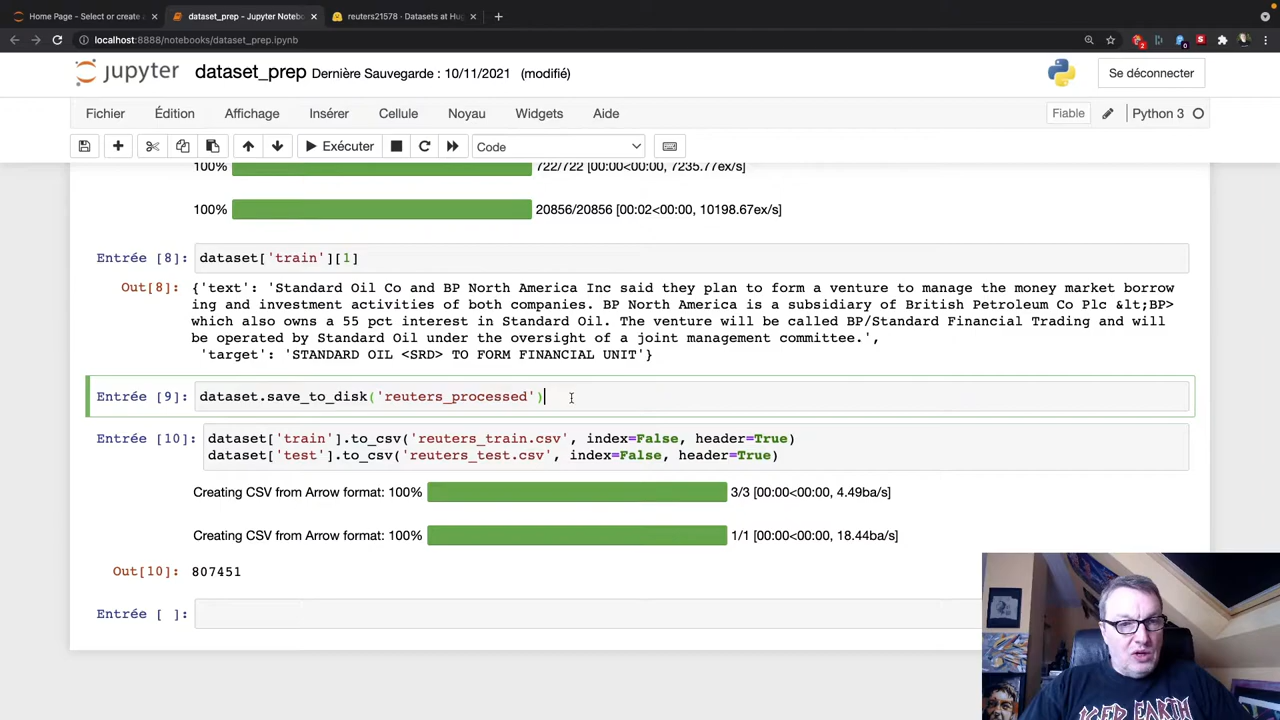 Home Page - Select or create a
dataset_prep - Jupyter Notebo
reuters21578 · Datasets at Hug
localhost:8888/notebooks/dataset_prep.ipynb
jupyter dataset_prep Dernière Sauvegarde : 10/11/2021 (modifié)
Se déconnecter
Fichier Édition Affichage Insérer Cellule Noyau Widgets Aide
Fiable Python 3
Exécuter Code
100% 722/722 [00:00<00:00, 7235.77ex/s]
100% 20856/20856 [00:02<00:00, 10198.67ex/s]
Entrée [8]: dataset['train'][1]
Out[8]: {'text': 'Standard Oil Co and BP North America Inc said they plan to form a venture to manage the money market borrow
ing and investment activities of both companies. BP North America is a subsidiary of British Petroleum Co Plc &lt;BP>
which also owns a 55 pct interest in Standard Oil. The venture will be called BP/Standard Financial Trading and will
be operated by Standard Oil under the oversight of a joint management committee.',
'target': 'STANDARD OIL <SRD> TO FORM FINANCIAL UNIT'}
Entrée [9]: dataset.save_to_disk('reuters_processed')
Entrée [10]: dataset['train'].to_csv('reuters_train.csv', index=False, header=True)
dataset['test'].to_csv('reuters_test.csv', index=False, header=True)
Creating CSV from Arrow format: 100% 3/3 [00:00<00:00, 4.49ba/s]
Creating CSV from Arrow format: 100% 1/1 [00:00<00:00, 18.44ba/s]
Out[10]: 807451
Entrée [ ]: